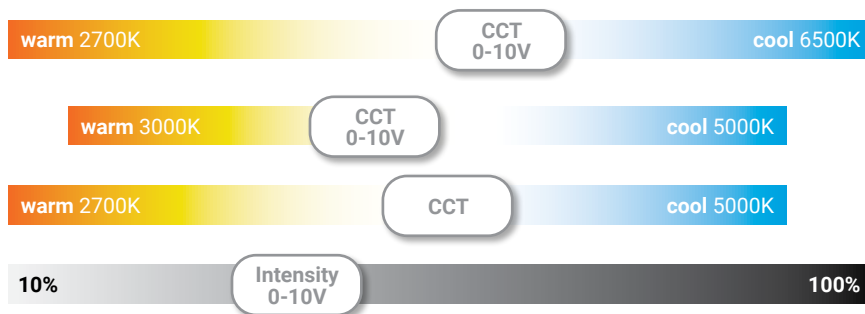 warm 2700K
CCT
0-10V
cool 6500K
warm 3000K
CCT
0-10V
cool 5000K
warm 2700K
CCT
cool 5000K
10%
Intensity
0-10V
100%